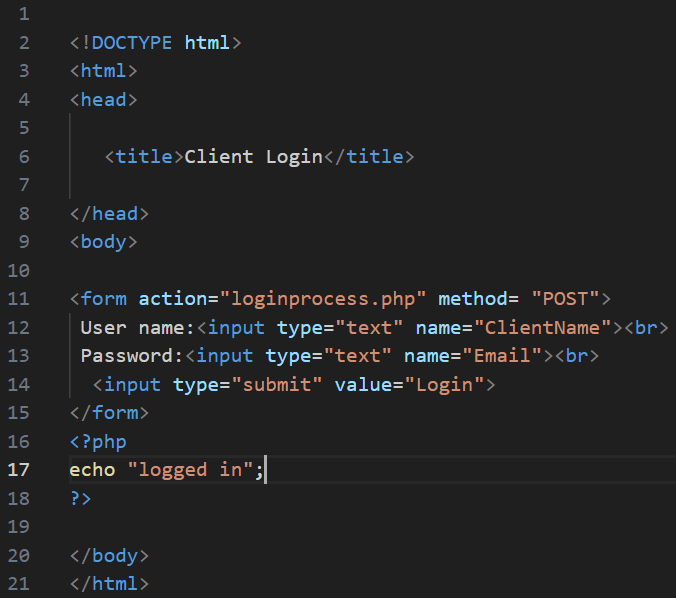 1
2 <!DOCTYPE html>
3 <html>
4 <head>
5
6 <title>Client Login</title>
7
8 </head>
9 <body>
10
11 <form action="loginprocess.php" method= "POST">
12 User name:<input type="text" name="ClientName"><br>
13 Password:<input type="text" name="Email"><br>
14 <input type="submit" value="Login">
15 </form>
16 <?php
17 echo "logged in";
18 ?>
19
20 </body>
21 </html>